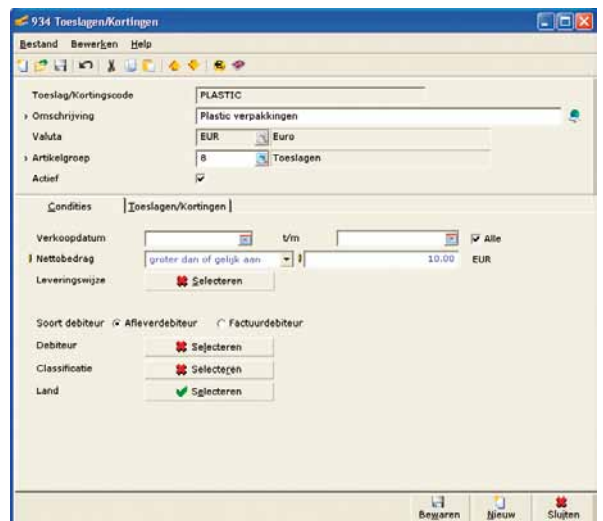 934 Toeslagen/Kortingen
Bestand Bewerken Help
Toeslag/Kortingscode PLASTIC
Omschrijving Plastic verpakkingen
Valuta EUR Euro
Artikelgroep 8 Toeslagen
Actief
Condities Toeslagen/Kortingen
Verkoopdatum t/m Alle
Nettobedrag groter dan of gelijk aan 10.00 EUR
Leveringswijze Selecteren
Soort debiteur Afleverdebiteur Factuurdebiteur
Debiteur Selecteren
Classificatie Selecteren
Land Selecteren
Bewaren Nieuw Sluiten